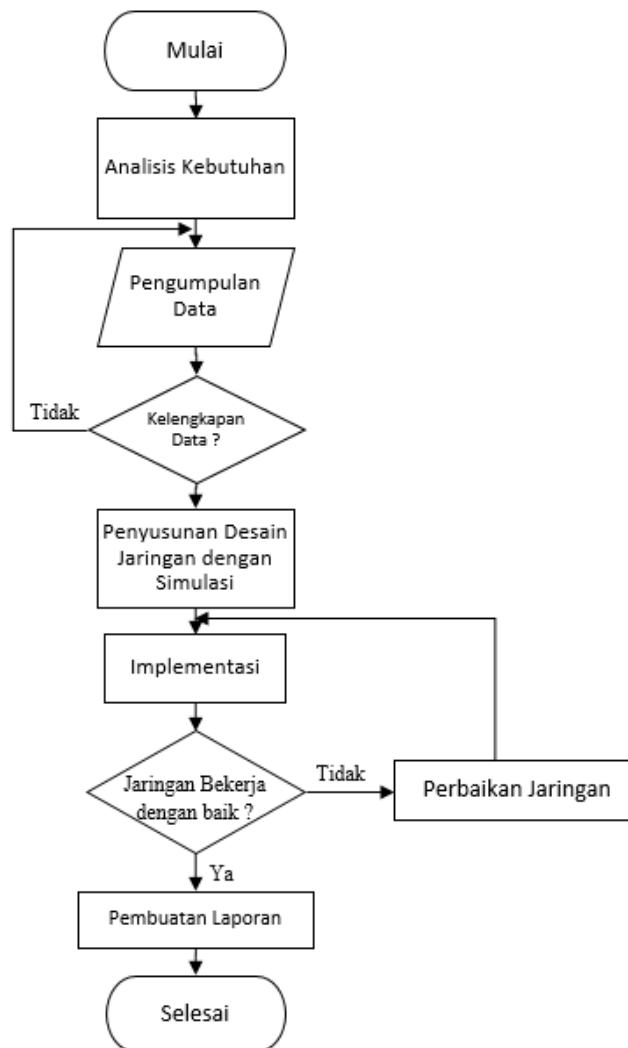 Mulai
Analisis Kebutuhan
Pengumpulan
Data
Tidak
Kelengkapan
Data ?
Penyusunan Desain
Jaringan dengan
Simulasi
Implementasi
Jaringan Bekerja
dengan baik ?
Tidak
Perbaikan Jaringan
Ya
Pembuatan Laporan
Selesai